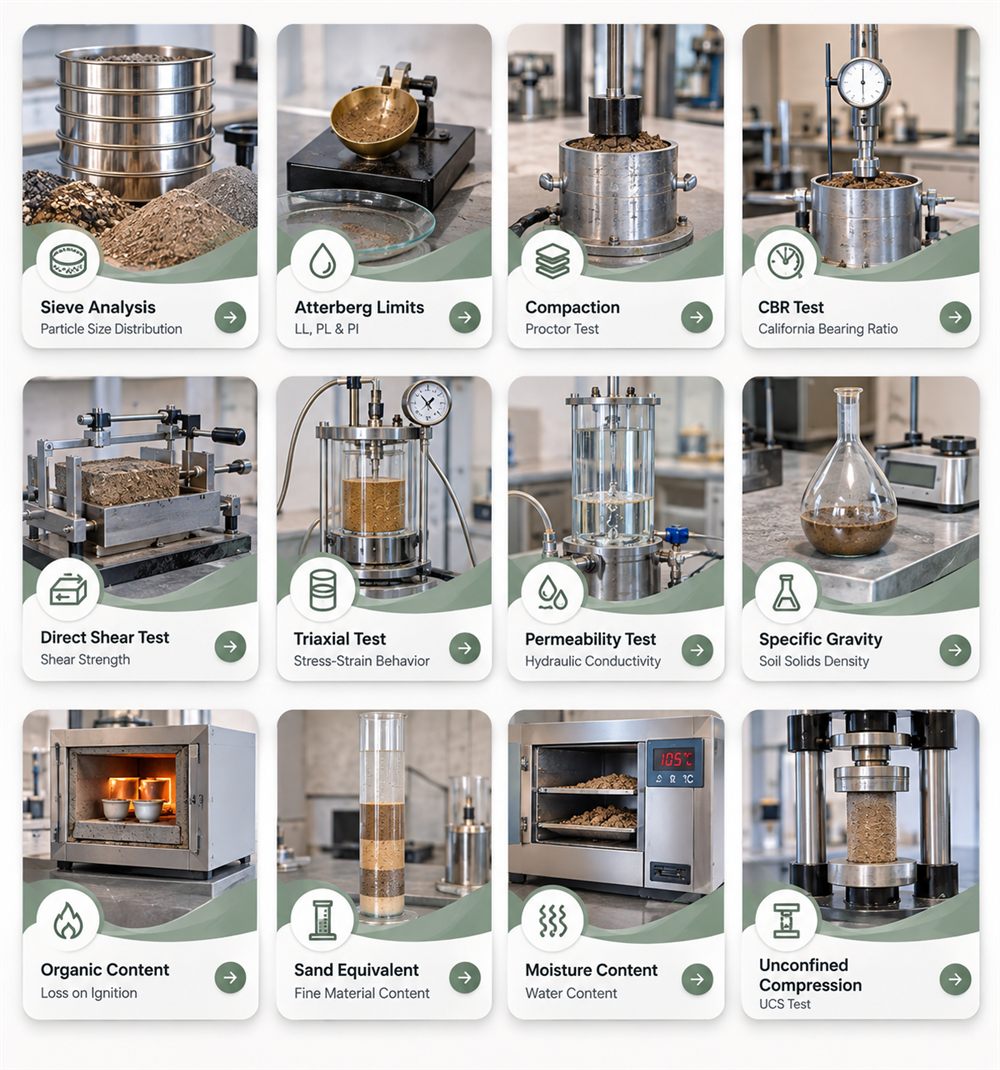 Sieve Analysis
Particle Size Distribution
Atterberg Limits
LL, PL & PI
Compaction
Proctor Test
CBR Test
California Bearing Ratio
Direct Shear Test
Shear Strength
Triaxial Test
Stress-Strain Behavior
Permeability Test
Hydraulic Conductivity
Specific Gravity
Soil Solids Density
Organic Content
Loss on Ignition
Sand Equivalent
Fine Material Content
105°C
°C
Moisture Content
Water Content
Unconfined
Compression
UCS Test